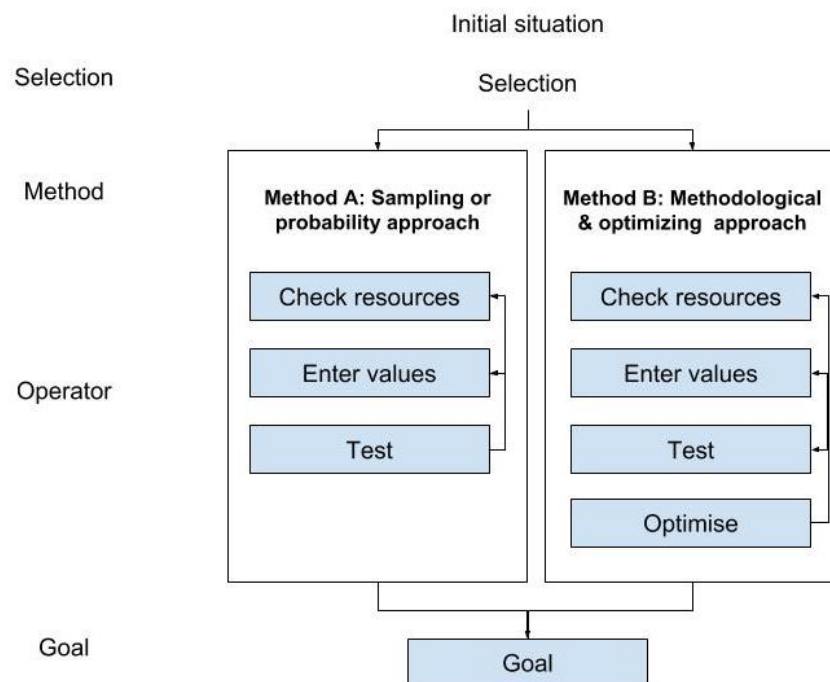 Initial situation
Selection
Selection
Method
Method A: Sampling or
probability approach
Method B: Methodological
& optimizing approach
Operator
Check resources
Enter values
Test
Check resources
Enter values
Test
Optimise
Goal
Goal